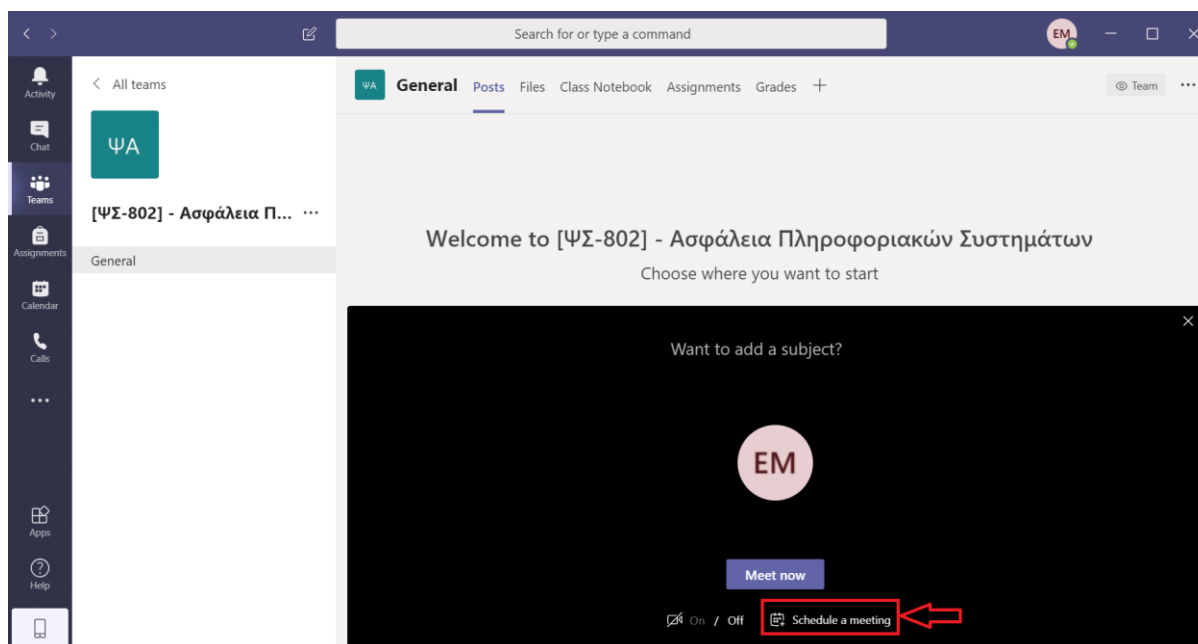 Search for or type a command
EM
Activity
Chat
Teams
Assignments
Calendar
Calls
Apps
Help
All teams
ΨΑ
[ΨΣ-802] - Ασφάλεια Π... ...
General
ΨΑ General Posts Files Class Notebook Assignments Grades +
Team
Welcome to [ΨΣ-802] - Ασφάλεια Πληροφοριακών Συστημάτων
Choose where you want to start
Want to add a subject?
EM
Meet now
On / Off Schedule a meeting